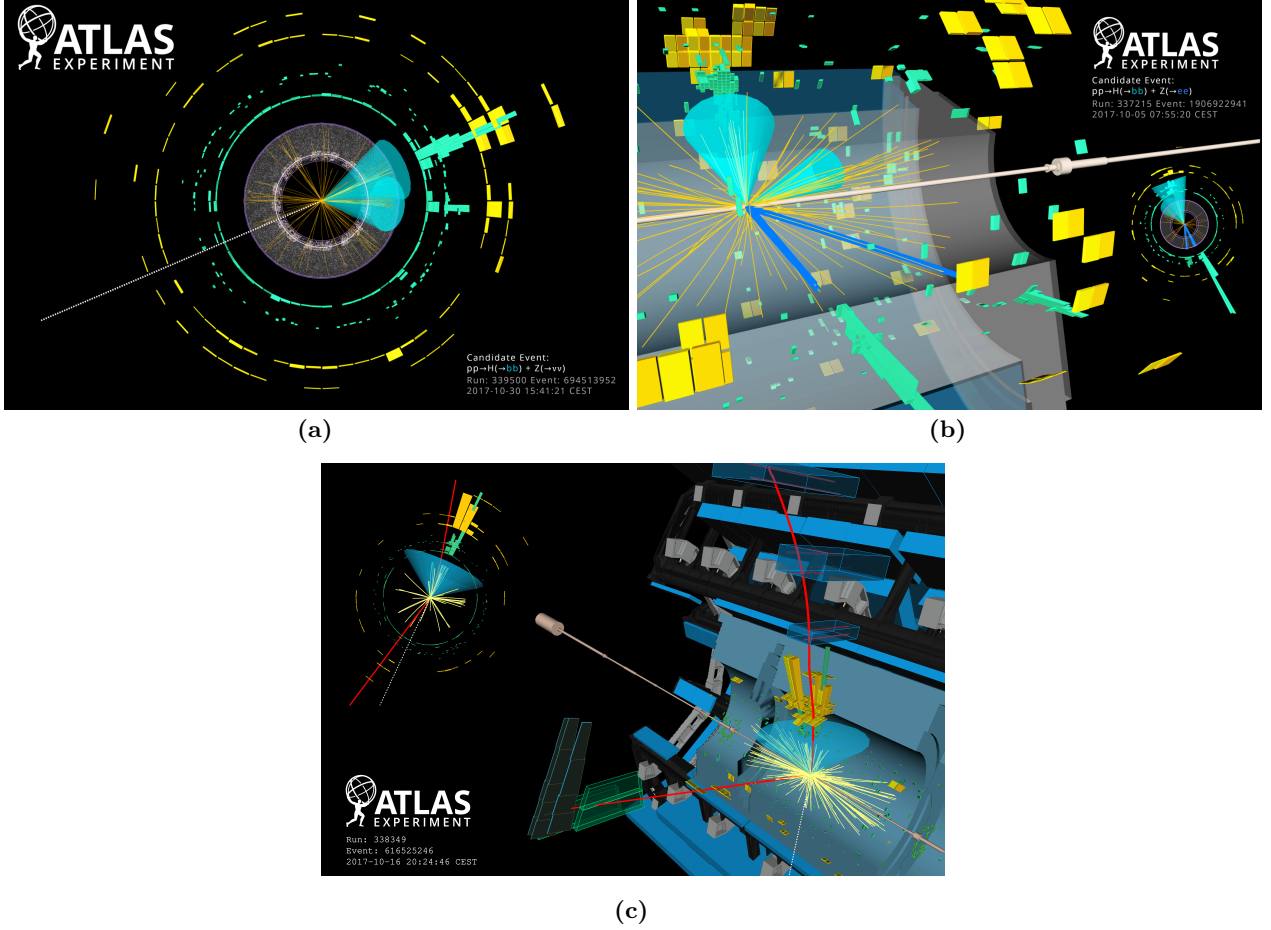 ATLAS
EXPERIMENT
Candidate Event:
pp→H(→bb) + Z(→νν)
Run: 339500 Event: 694513952
2017-10-30 15:41:21 CEST
(a)
ATLAS
EXPERIMENT
Candidate Event:
pp→H(→bb) + Z(→ee)
Run: 337215 Event: 1906922941
2017-10-05 07:55:20 CEST
(b)
ATLAS
EXPERIMENT
Run: 338349
Event: 616525246
2017-10-16 20:24:46 CEST
(c)